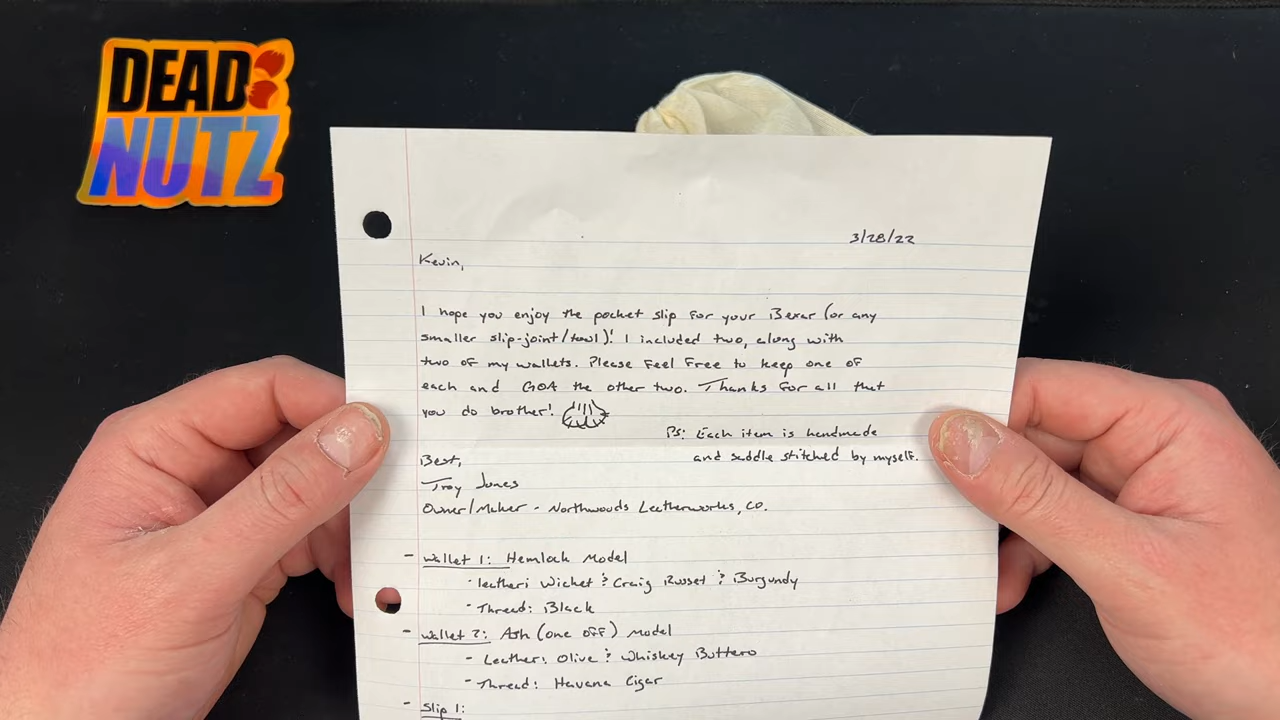 DEAD
NUTZ
3/28/22
Kevin,
I hope you enjoy the pocket slip for your Bexar (or any
smaller slip-joint/tool)! I included two, along with
two of my wallets. Please feel free to keep one of
each and GOA the other two. Thanks for all that
you do brother!
PS: Each item is handmade
and saddle stitched by myself.
Best,
Troy Jones
Owner/Maker - Northwoods Leatherworks, CO.
- Wallet 1: Hemlock Model
- Leather: Wicket & Craig Russet & Burgundy
- Thread: Black
- Wallet 2: Ash (one off) Model
- Leather: Olive & Whiskey Buttero
- Thread: Havana Cigar
- Slip 1: